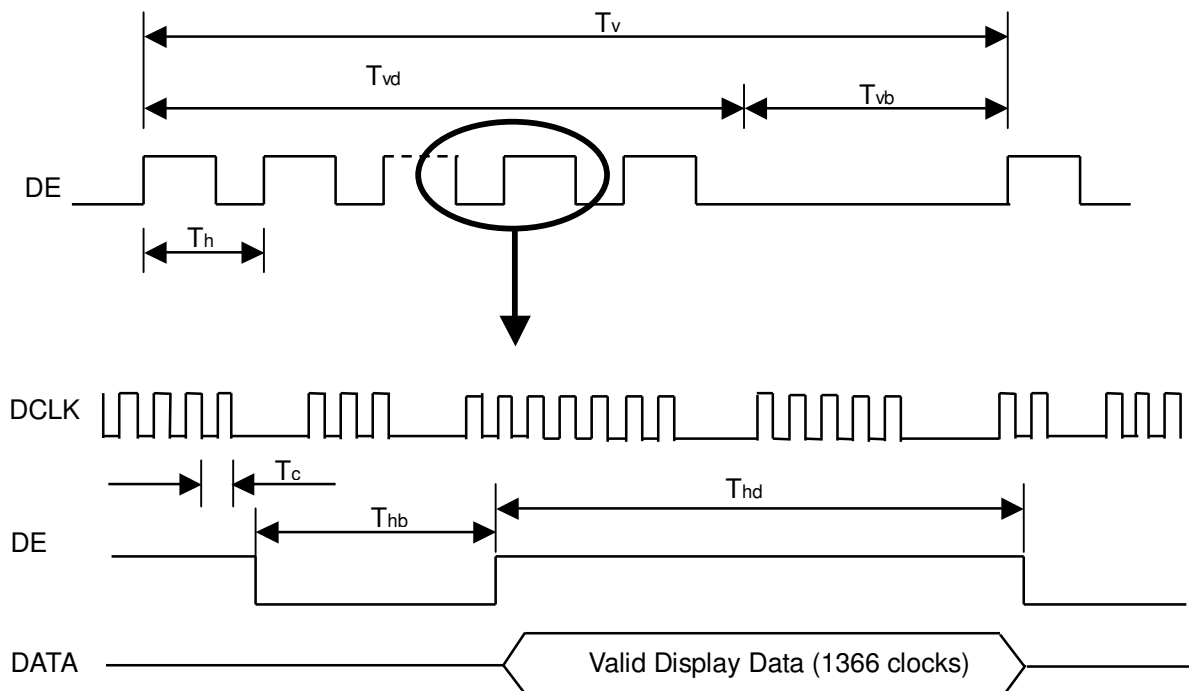 Tv
Tvd
Tvb
DE
Th
DCLK
Tc
Thd
Thb
DE
DATA
Valid Display Data (1366 clocks)